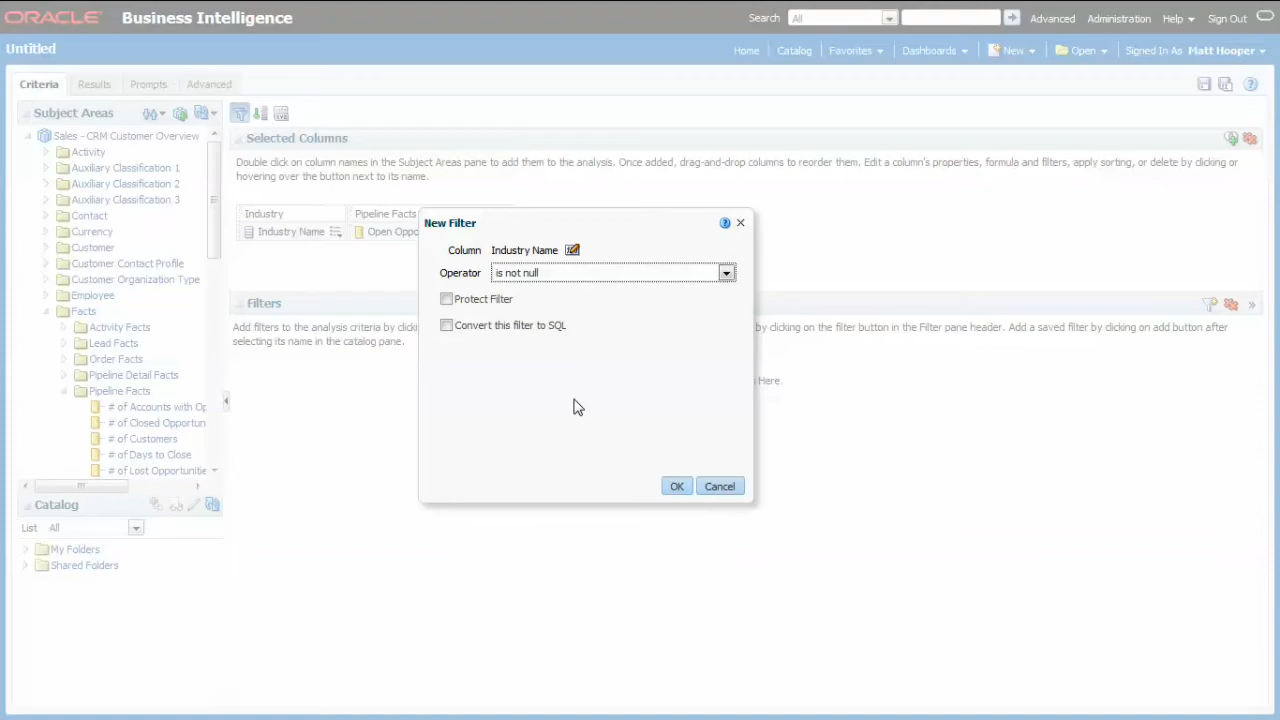 ORACLE Business Intelligence
Search All Advanced Administration Help Sign Out
Untitled
Home Catalog Favorites Dashboards New Open Signed In As Matt Hooper
Criteria Results Prompts Advanced
Subject Areas
Sales - CRM Customer Overview
Activity
Auxiliary Classification 1
Auxiliary Classification 2
Auxiliary Classification 3
Contact
Currency
Customer
Customer Contact Profile
Customer Organization Type
Employee
Facts
Activity Facts
Lead Facts
Order Facts
Pipeline Detail Facts
Pipeline Facts
# of Accounts with Op
# of Closed Opportun
# of Customers
# of Days to Close
# of Lost Opportunitie
Catalog
List All
My Folders
Shared Folders
Selected Columns
Double click on column names in the Subject Areas pane to add them to the analysis. Once added, drag-and-drop columns to reorder them. Edit a column's properties, formula and filters, apply sorting, or delete by clicking or
hovering over the button next to its name.
Industry Pipeline Facts
Industry Name Open Oppo
Filters
Add filters to the analysis criteria by click by clicking on the filter button in the Filter pane header. Add a saved filter by clicking on add button after
selecting its name in the catalog pane.
Here.
New Filter
Column Industry Name
Operator is not null
Protect Filter
Convert this filter to SQL
OK Cancel